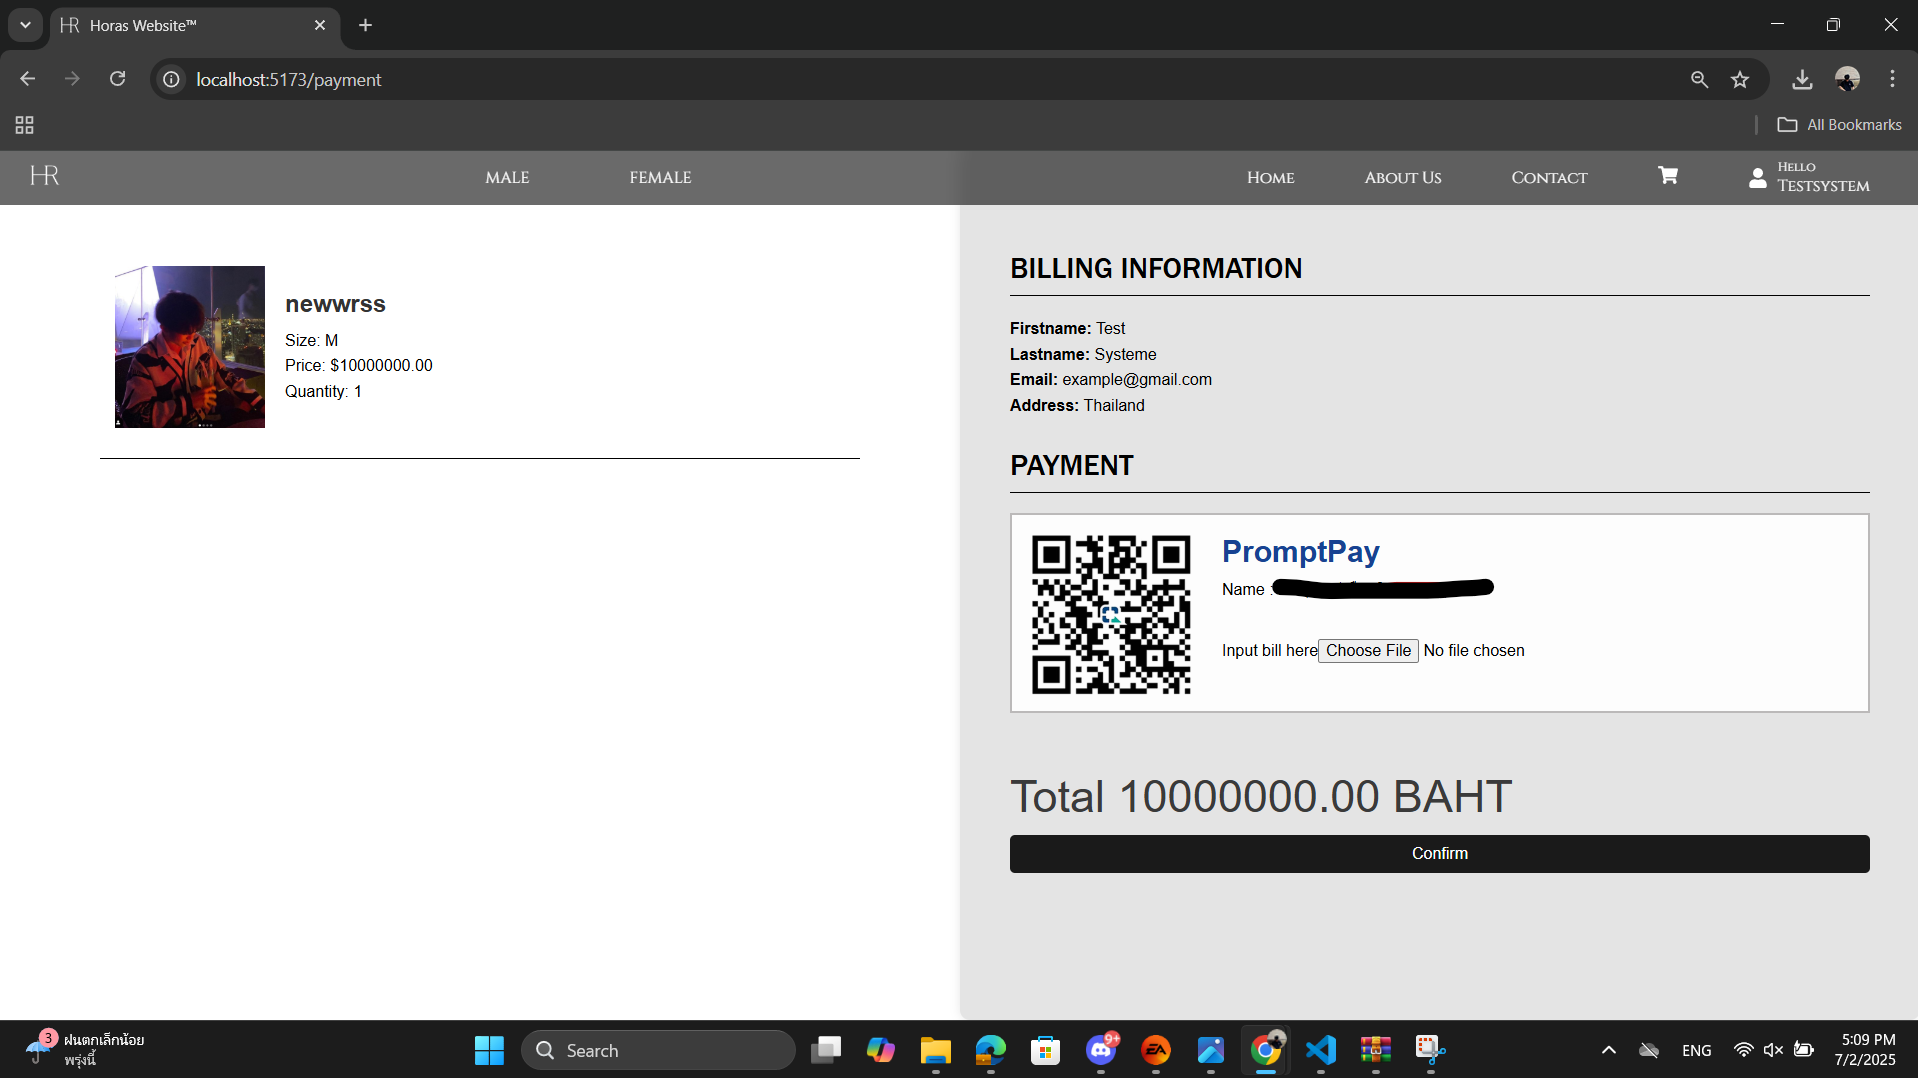 HR Horas Website™
localhost:5173/payment
All Bookmarks
HR
MALE
FEMALE
Home
About Us
Contact
Hello
Testsystem
newwrss
Size: M
Price: $10000000.00
Quantity: 1
BILLING INFORMATION
Firstname: Test
Lastname: Systeme
Email: example@gmail.com
Address: Thailand
PAYMENT
PromptPay
Name :
Input bill here Choose File No file chosen
Total 10000000.00 BAHT
Confirm
3
ฝนตกเล็กน้อย
พรุ่งนี้
Search
9+
EA
ENG
5:09 PM
7/2/2025